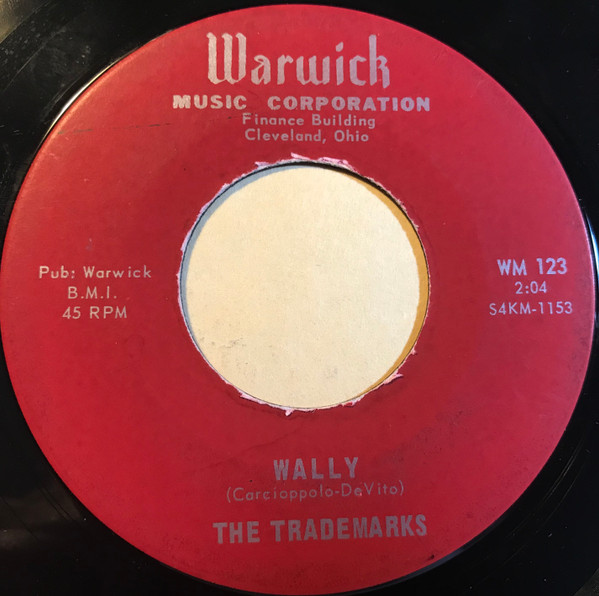 Warwick
MUSIC CORPORATION
Finance Building
Cleveland, Ohio
Pub: Warwick
B.M.I.
45 RPM
WM 123
2:04
S4KM-1153
WALLY
(Carcioppolo-DeVito)
THE TRADEMARKS